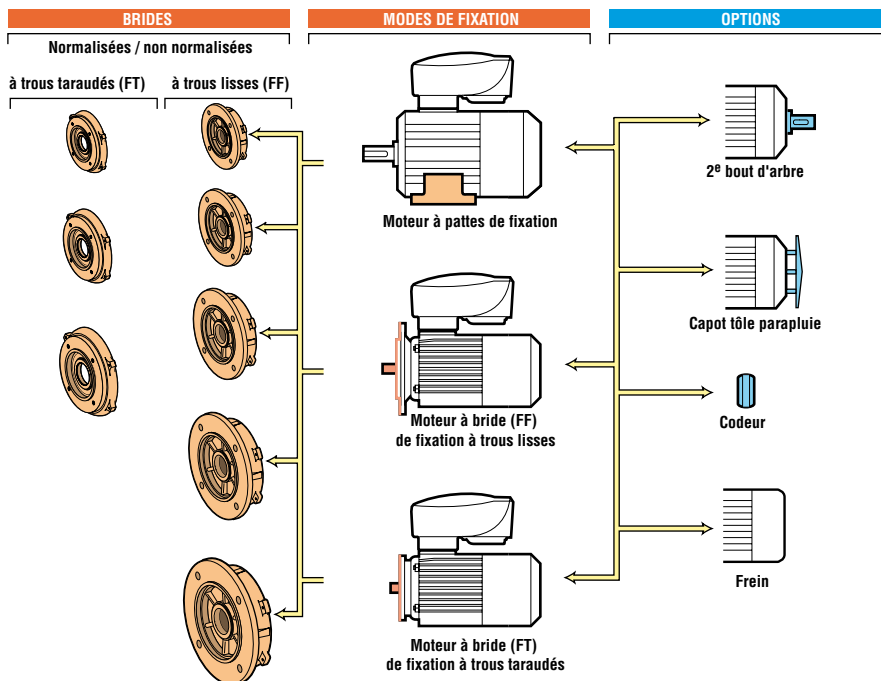 BRIDES
MODES DE FIXATION
OPTIONS
Normalisées / non normalisées
à trous taraudés (FT)
à trous lisses (FF)
Moteur à pattes de fixation
2e bout d'arbre
Capot tôle parapluie
Moteur à bride (FF)
de fixation à trous lisses
Codeur
Frein
Moteur à bride (FT)
de fixation à trous taraudés